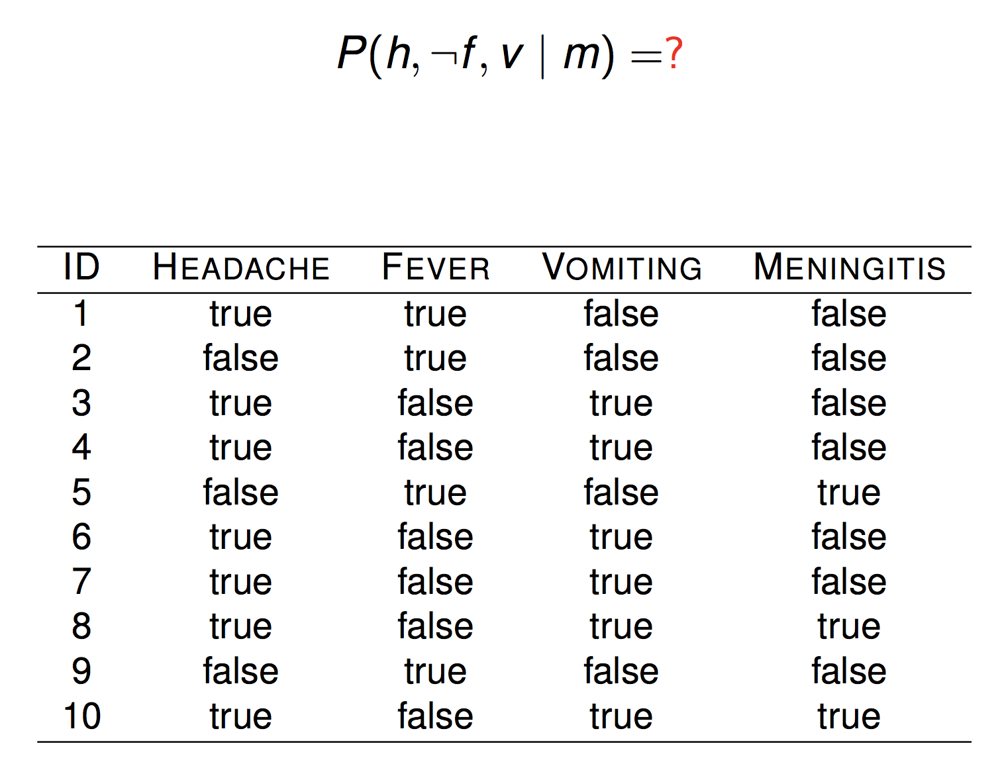 P(h, ¬f, v | m) =?
ID HEADACHE FEVER VOMITING MENINGITIS
1 true true false false
2 false true false false
3 true false true false
4 true false true false
5 false true false true
6 true false true false
7 true false true false
8 true false true true
9 false true false false
10 true false true true